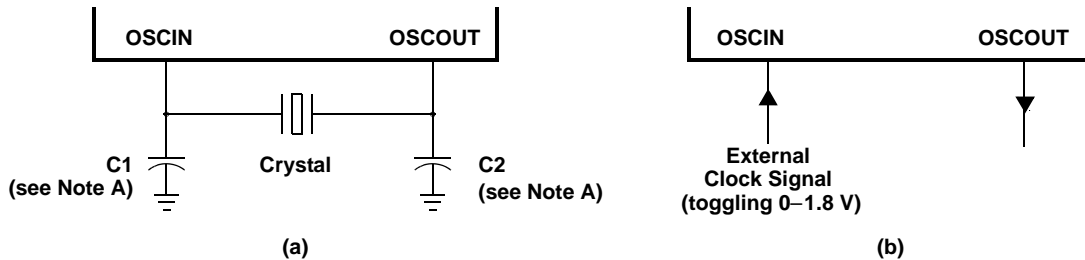 OSCIN
OSCOUT
C1
(see Note A)
Crystal
C2
(see Note A)
(a)
OSCIN
OSCOUT
External
Clock Signal
(toggling 0–1.8 V)
(b)